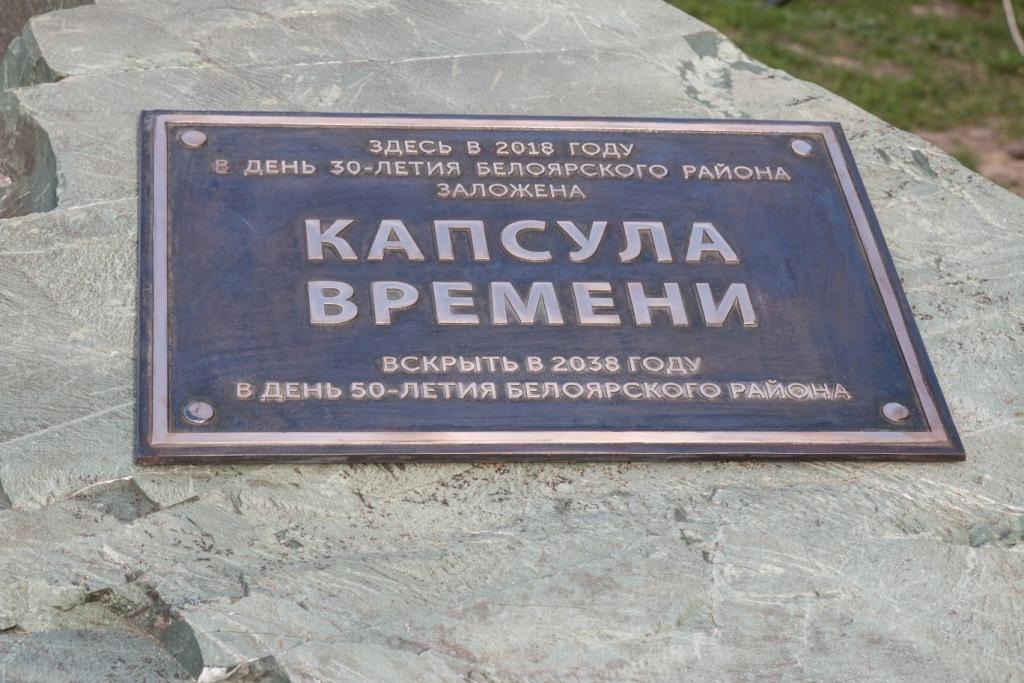 ЗДЕСЬ В 2018 ГОДУ
В ДЕНЬ 30-ЛЕТИЯ БЕЛОЯРСКОГО РАЙОНА
ЗАЛОЖЕНА
КАПСУЛА
ВРЕМЕНИ
ВСКРЫТЬ В 2038 ГОДУ
В ДЕНЬ 50-ЛЕТИЯ БЕЛОЯРСКОГО РАЙОНА